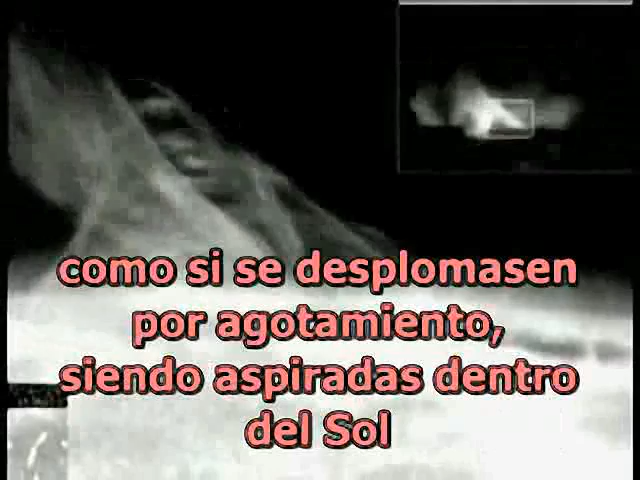 como si se desplomasen
por agotamiento,
siendo aspiradas dentro
del Sol